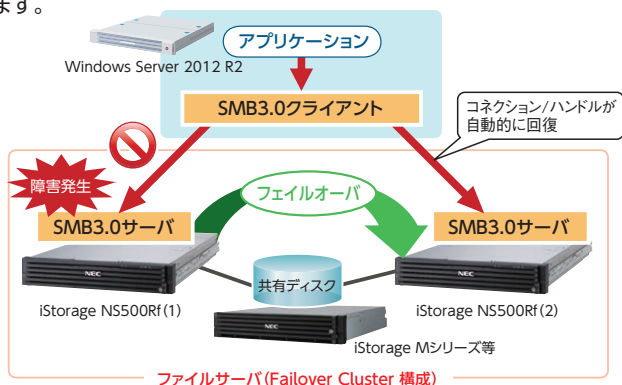 ます。
アプリケーション
Windows Server 2012 R2
SMB3.0クライアント
コネクション/ハンドルが
自動的に回復
障害発生
フェイルオーバ
SMB3.0サーバ
SMB3.0サーバ
NEC
共有ディスク
NEC
iStorage NS500Rf(1)
NEC
iStorage NS500Rf(2)
iStorage Mシリーズ等
ファイルサーバ(Failover Cluster 構成)